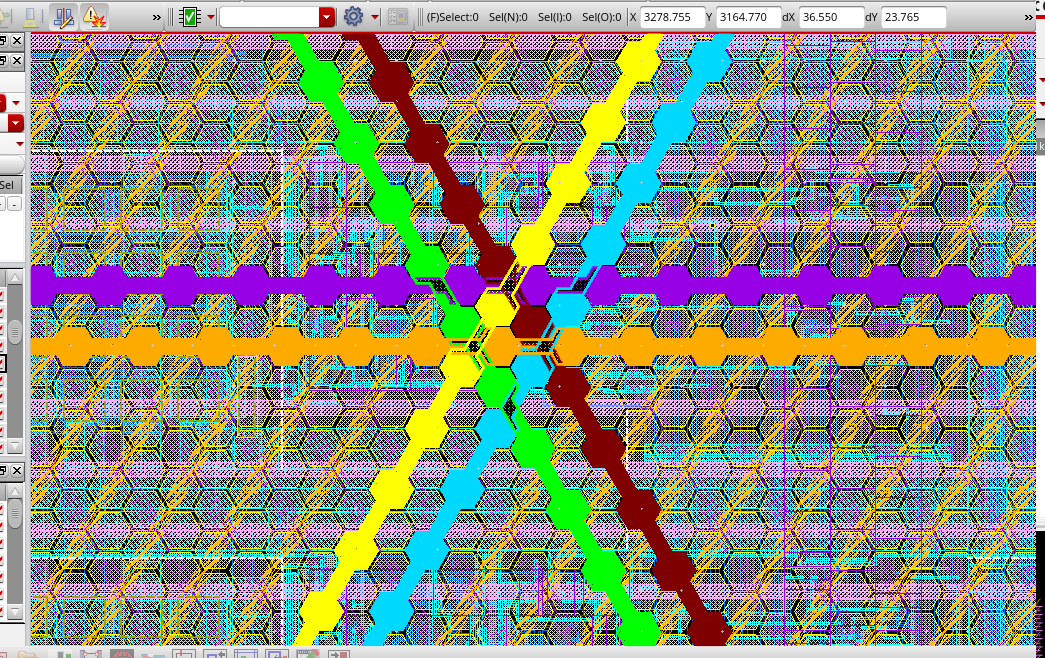 » (F)Select:0 Sel(N):0 Sel(I):0 Sel(O):0 X 3278.755 Y 3164.770 dX 36.550 dY 23.765 »
Sel
-
k